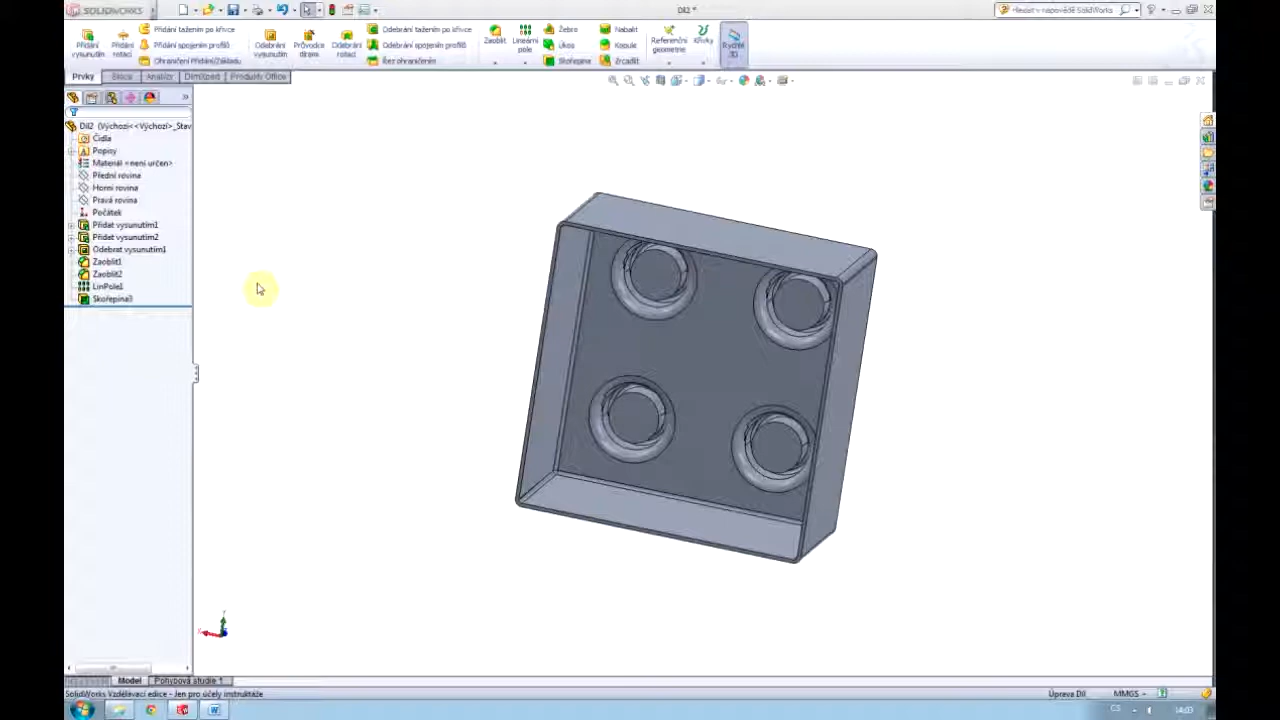 SOLIDWORKS
Díl2 *
Hledat v nápovědě SolidWorks
Přidání vysunutím
Přidání rotací
Přidání tažením po křivce
Přidání spojením profilů
Ohraničení Přidání/Základu
Odebrání vysunutím
Průvodce dírami
Odebrání rotací
Odebrání tažením po křivce
Odebrání spojením profilů
Řez ohraničením
Zaoblit
Lineární pole
Žebro
Úkos
Skořepina
Nabalit
Kopule
Zrcadlit
Referenční geometrie
Křivky
Rychlé 3D
Prvky
Skica
Analýzy
DimXpert
Produkty Office
Díl2 (Výchozí<<Výchozí>_Stav
Čidla
Popisy
Materiál <není určen>
Přední rovina
Horní rovina
Pravá rovina
Počátek
Přidat vysunutím1
Přidat vysunutím2
Odebrat vysunutím1
Zaoblit1
Zaoblit2
LinPole1
Skořepina3
Model
Pohybová studie 1
SolidWorks Vzdělávací edice - Jen pro účely instruktáže
Úprava Díl
MMGS
CS
14:03